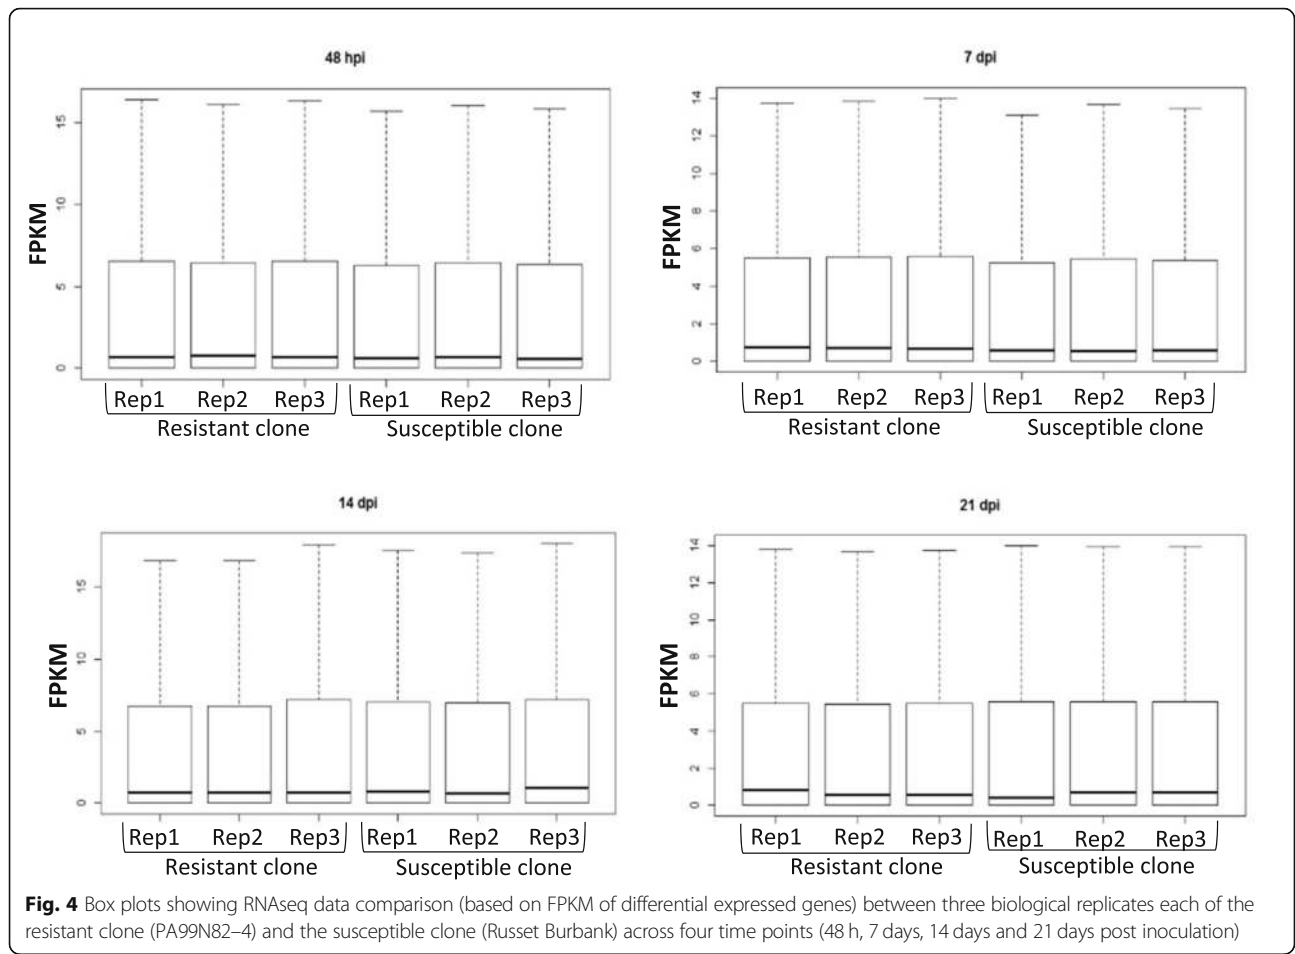 48 hpi
FPKM
15
10
5
0
Rep1 Rep2 Rep3 Rep1 Rep2 Rep3
Resistant clone Susceptible clone
7 dpi
FPKM
14
12
10
8
6
4
2
0
Rep1 Rep2 Rep3 Rep1 Rep2 Rep3
Resistant clone Susceptible clone
14 dpi
FPKM
15
10
5
0
Rep1 Rep2 Rep3 Rep1 Rep2 Rep3
Resistant clone Susceptible clone
21 dpi
FPKM
14
12
10
8
6
4
2
0
Rep1 Rep2 Rep3 Rep1 Rep2 Rep3
Resistant clone Susceptible clone
Fig. 4 Box plots showing RNAseq data comparison (based on FPKM of differential expressed genes) between three biological replicates each of the
resistant clone (PA99N82–4) and the susceptible clone (Russet Burbank) across four time points (48 h, 7 days, 14 days and 21 days post inoculation)